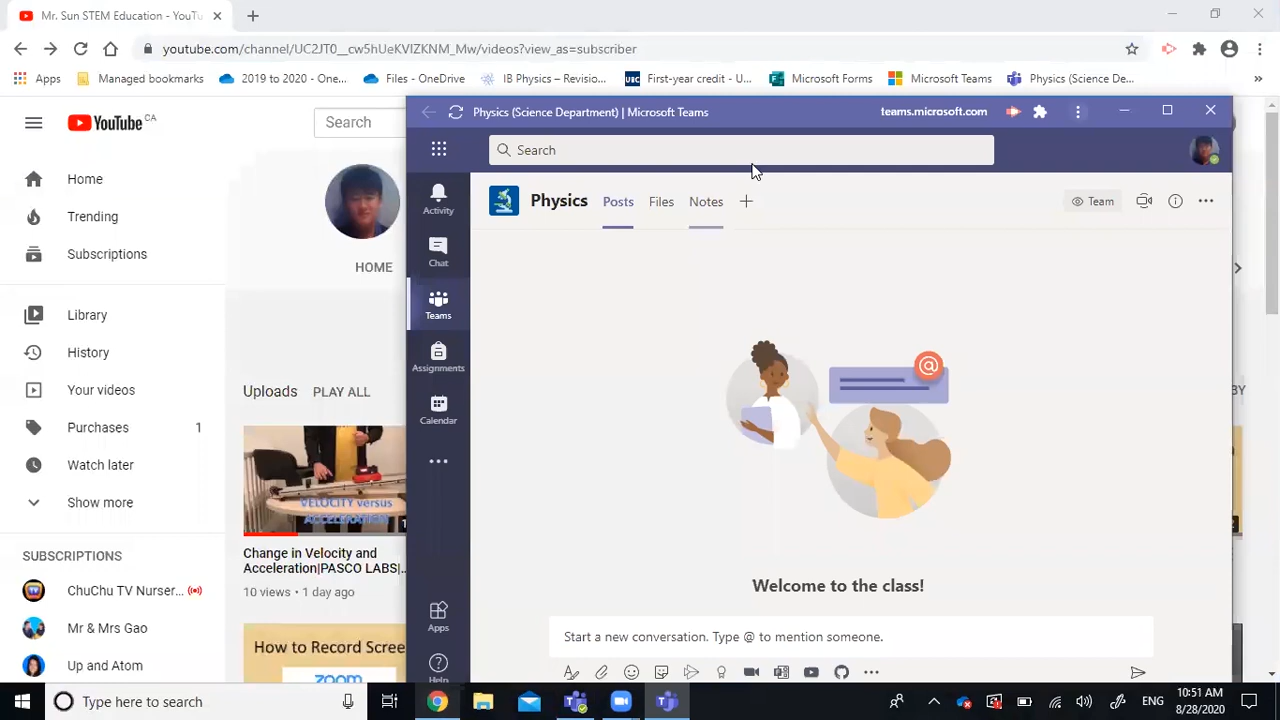 Mr. Sun STEM Education - YouTu
youtube.com/channel/UC2JT0__cw5hUeKVIZKNM_Mw/videos?view_as=subscriber
Apps
Managed bookmarks
2019 to 2020 - One...
Files - OneDrive
IB Physics – Revisio...
UBC
First-year credit - U...
Microsoft Forms
Microsoft Teams
Physics (Science De...
»
YouTube CA
Search
Home
Trending
Subscriptions
Library
History
Your videos
Purchases 1
Watch later
Show more
SUBSCRIPTIONS
ChuChu TV Nurser...
Mr & Mrs Gao
Up and Atom
HOME
Uploads PLAY ALL
VELOCITY versus
ACCELERATION
Change in Velocity and
Acceleration|PASCO LABS|...
10 views • 1 day ago
How to Record Scree
zoom
BY
Physics (Science Department) | Microsoft Teams
teams.microsoft.com
Search
Activity
Chat
Teams
Assignments
Calendar
Apps
Help
Physics Posts Files Notes +
Team
@
Welcome to the class!
Start a new conversation. Type @ to mention someone.
Type here to search
ENG
10:51 AM
8/28/2020